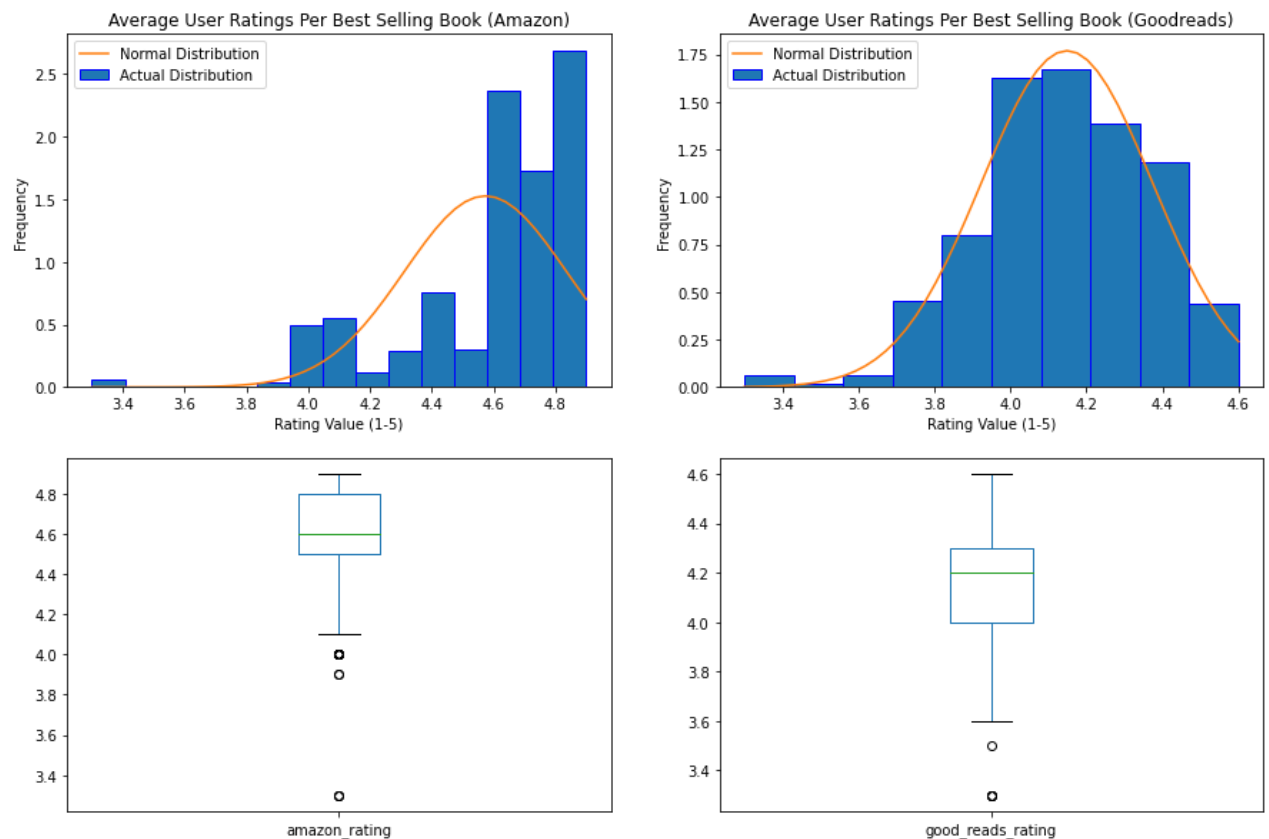 Average User Ratings Per Best Selling Book (Amazon)
Normal Distribution
Actual Distribution
2.5
2.0
1.5
1.0
0.5
0.0
Frequency
3.4 3.6 3.8 4.0 4.2 4.4 4.6 4.8
Rating Value (1-5)
Average User Ratings Per Best Selling Book (Goodreads)
Normal Distribution
Actual Distribution
1.75
1.50
1.25
1.00
0.75
0.50
0.25
0.00
Frequency
3.4 3.6 3.8 4.0 4.2 4.4 4.6
Rating Value (1-5)
4.8
4.6
4.4
4.2
4.0
3.8
3.6
3.4
amazon_rating
4.6
4.4
4.2
4.0
3.8
3.6
3.4
good_reads_rating